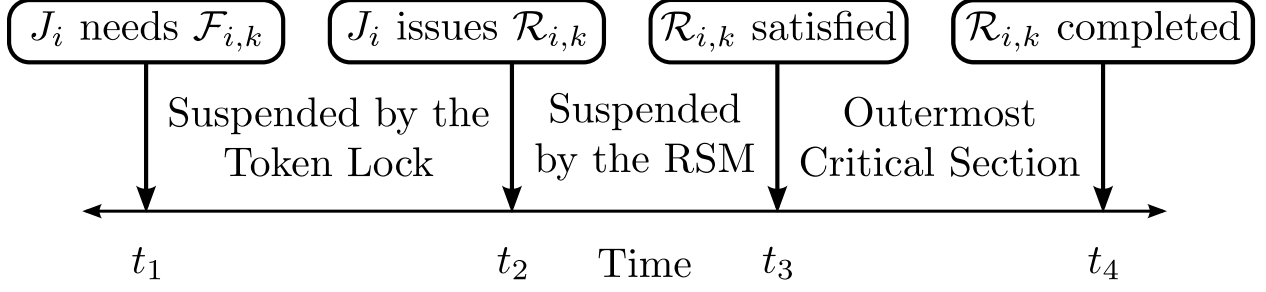 J_i needs ℱ_{i,k}
J_i issues ℛ_{i,k}
ℛ_{i,k} satisfied
ℛ_{i,k} completed
Suspended by the
Token Lock
Suspended
by the RSM
Outermost
Critical Section
t_1
t_2
Time
t_3
t_4